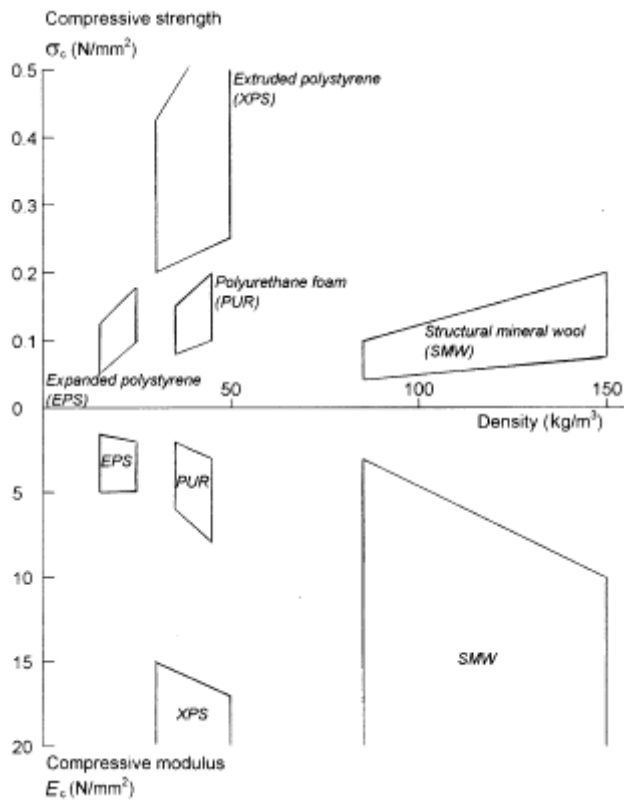 Compressive strength
σc (N/mm²)
0.5
Extruded polystyrene
(XPS)
0.4
0.3
0.2
Polyurethane foam
(PUR)
0.1
Structural mineral wool
(SMW)
Expanded polystyrene
(EPS)
0
50
100
150
Density (kg/m³)
EPS
PUR
5
10
15
SMW
XPS
20
Compressive modulus
Ec (N/mm²)